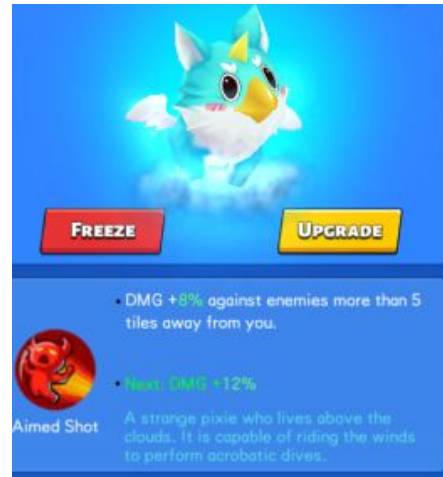 FREEZE
UPGRADE
• DMG +8% against enemies more than 5
tiles away from you.
• Next: DMG +12%
Aimed Shot
A strange pixie who lives above the
clouds. It is capable of riding the winds
to perform acrobatic dives.